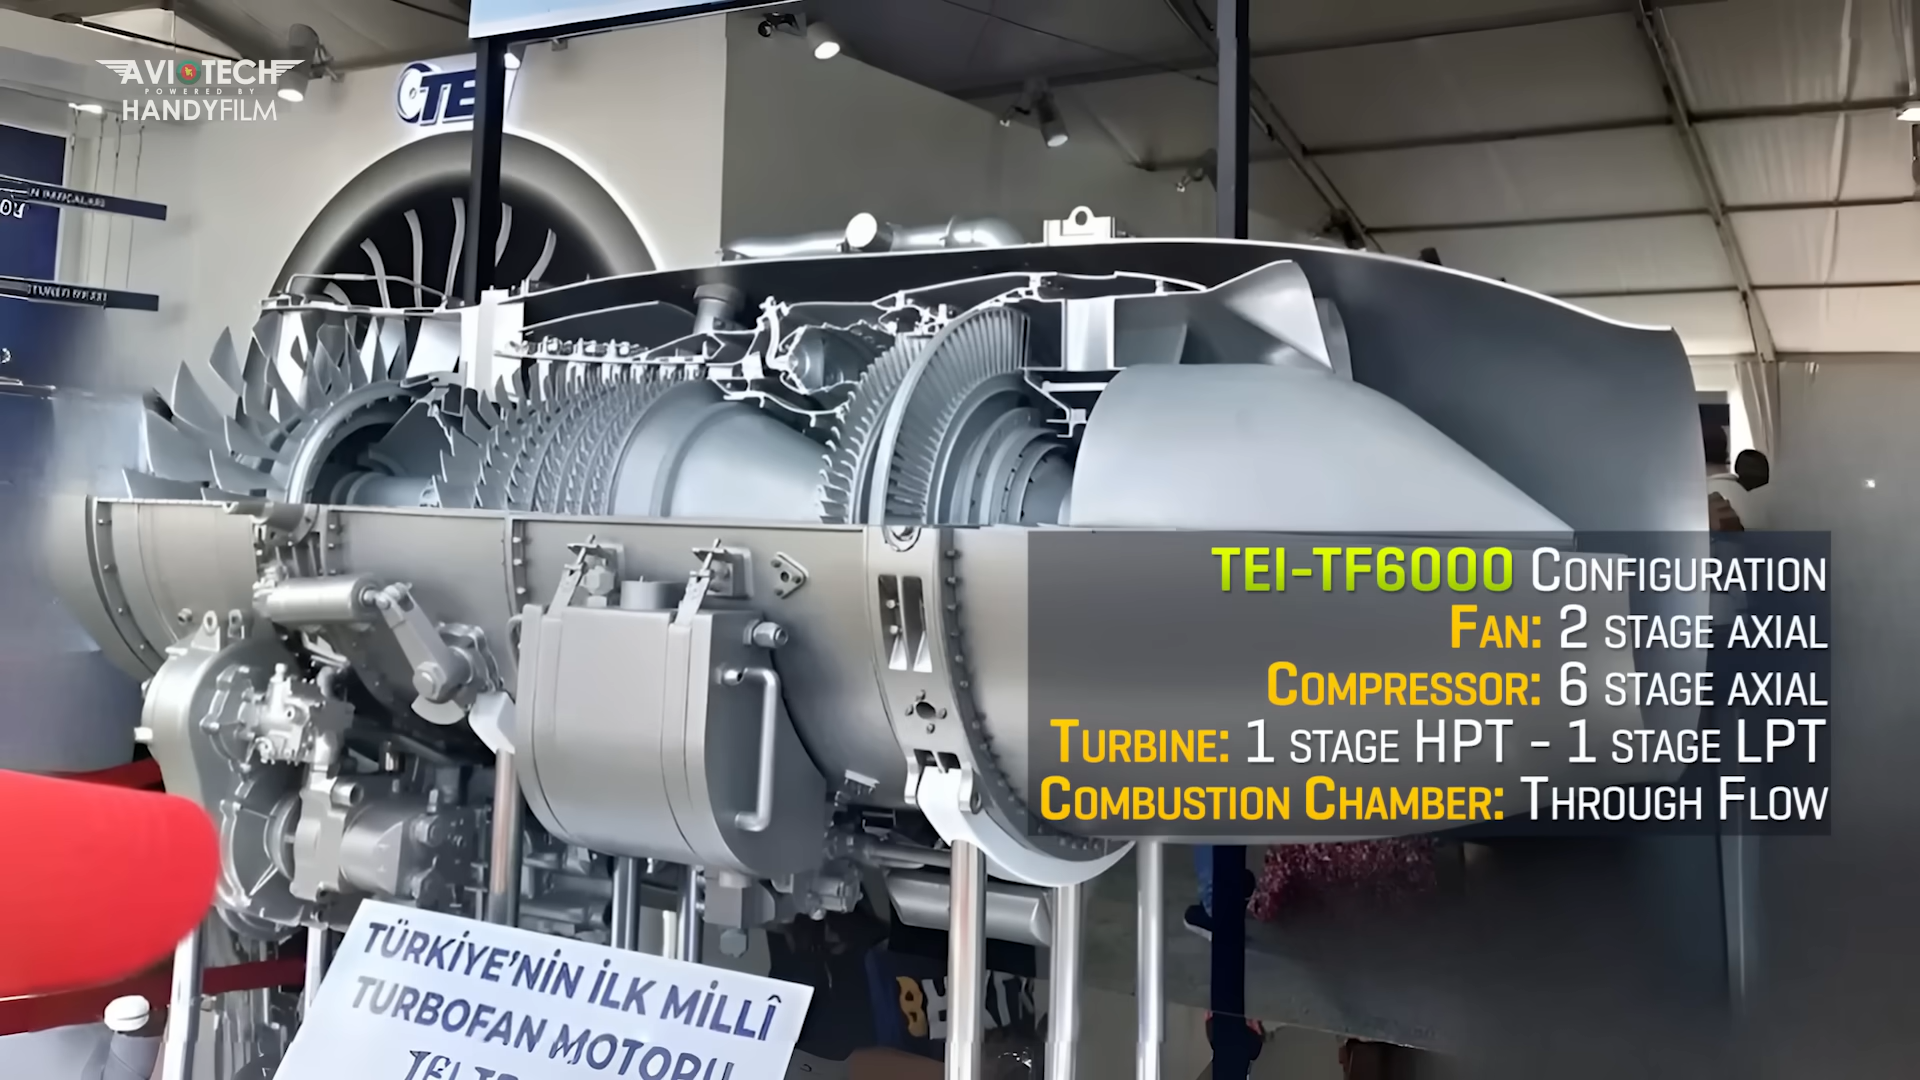 AVIOTECH
POWERED BY
HANDYFILM
TEI
TEI-TF6000 CONFIGURATION
FAN: 2 STAGE AXIAL
COMPRESSOR: 6 STAGE AXIAL
TURBINE: 1 STAGE HPT - 1 STAGE LPT
COMBUSTION CHAMBER: THROUGH FLOW
TÜRKİYE'NİN İLK MİLLÎ
TURBOFAN MOTORU